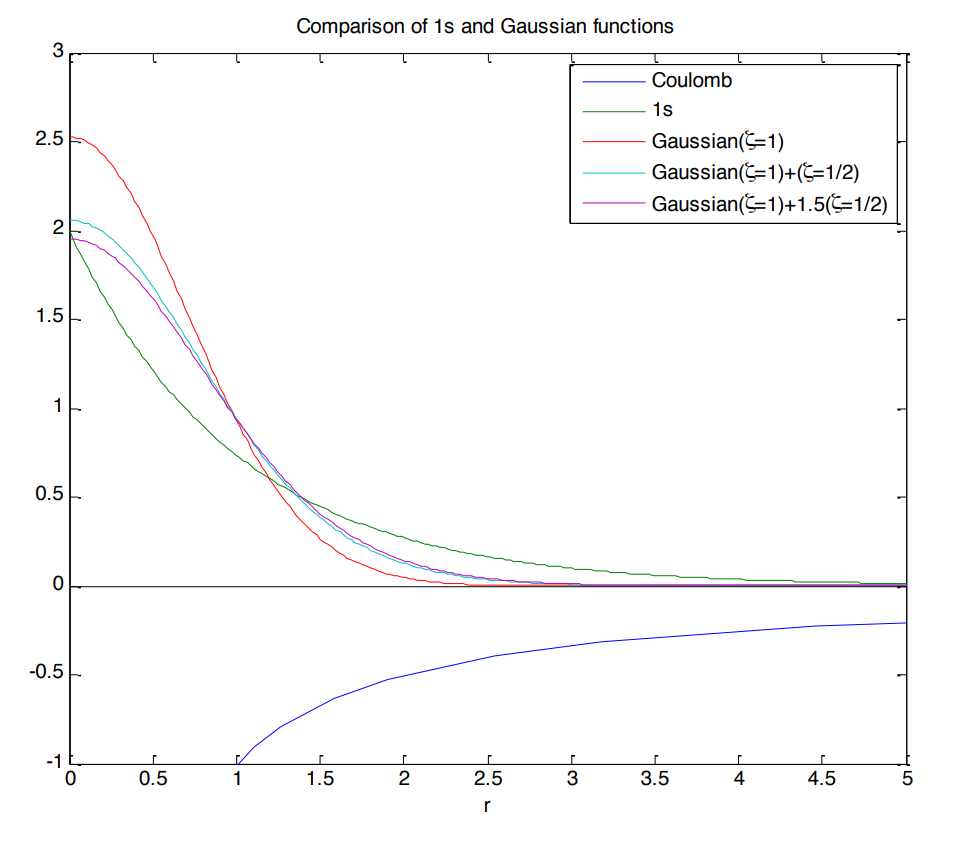 Comparison of 1s and Gaussian functions
3
2.5
2
1.5
1
0.5
0
-0.5
-1
Coulomb
1s
Gaussian(ζ=1)
Gaussian(ζ=1)+(ζ=1/2)
Gaussian(ζ=1)+1.5(ζ=1/2)
0 0.5 1 1.5 2 2.5 3 3.5 4 4.5 5
r